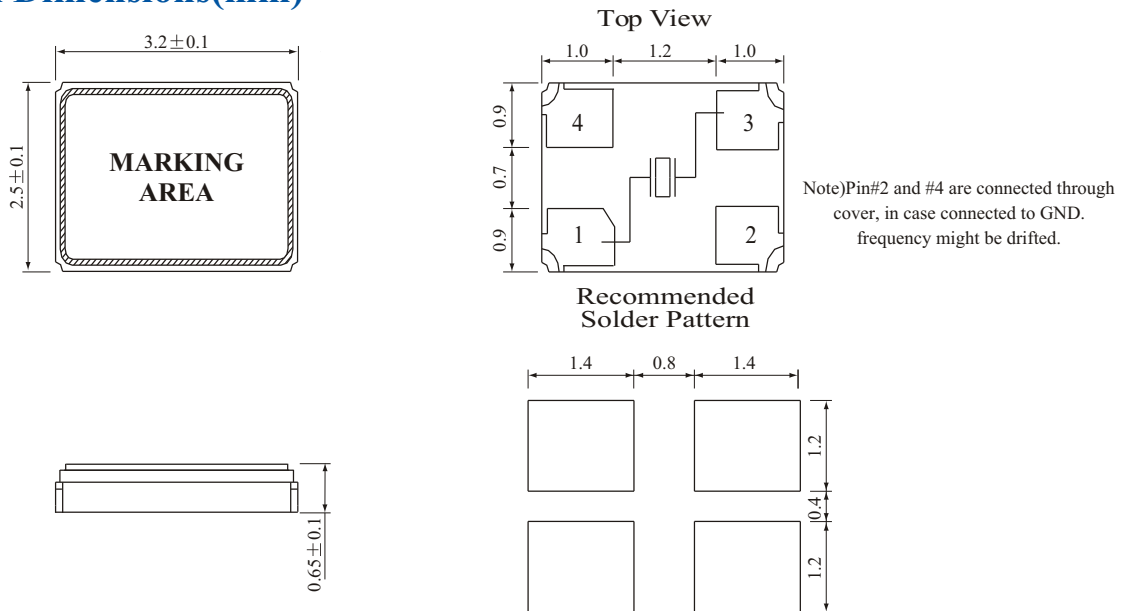 Dimensions(mm)
Top View
3.2±0.1
2.5±0.1
MARKING
AREA
1.0 1.2 1.0
0.9
0.7
0.9
4 3
1 2
Note)Pin#2 and #4 are connected through
cover, in case connected to GND.
frequency might be drifted.
Recommended
Solder Pattern
1.4 0.8 1.4
1.2
0.4
1.2
0.65±0.1